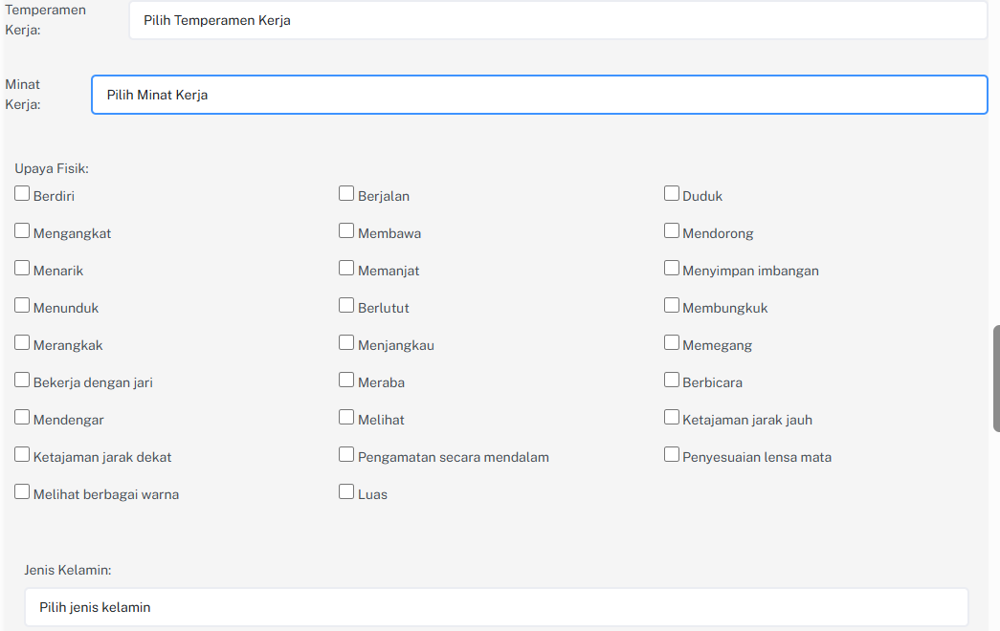 Temperamen
Kerja:
Pilih Temperamen Kerja
Minat
Kerja:
Pilih Minat Kerja
Upaya Fisik:
Berdiri Berjalan Duduk
Mengangkat Membawa Mendorong
Menarik Memanjat Menyimpan imbangan
Menunduk Berlutut Membungkuk
Merangkak Menjangkau Memegang
Bekerja dengan jari Meraba Berbicara
Mendengar Melihat Ketajaman jarak jauh
Ketajaman jarak dekat Pengamatan secara mendalam Penyesuaian lensa mata
Melihat berbagai warna Luas
Jenis Kelamin:
Pilih jenis kelamin